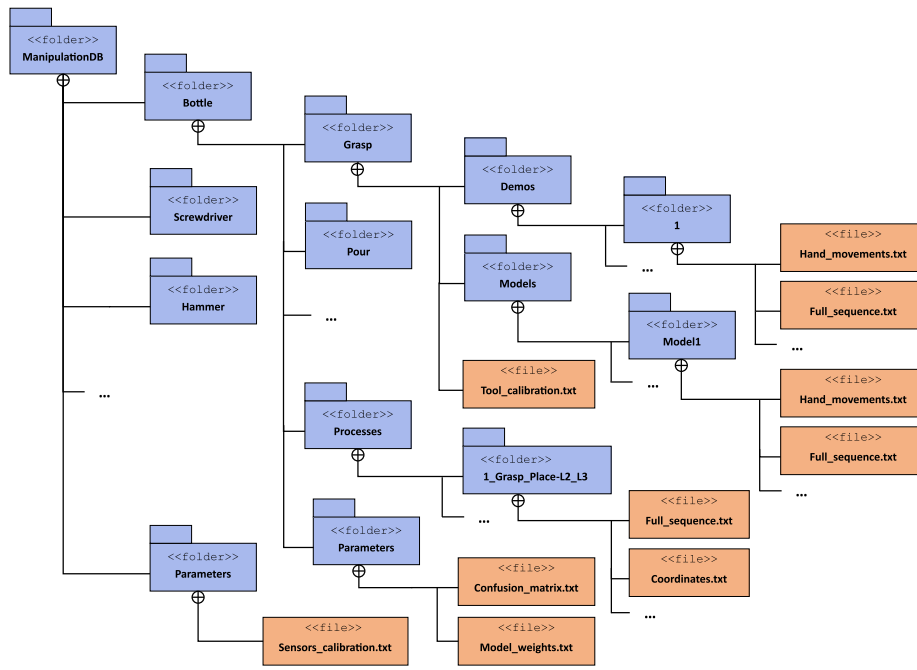 <<folder>>
ManipulationDB
<<folder>>
Bottle
<<folder>>
Grasp
<<folder>>
Demos
<<folder>>
1
<<file>>
Hand_movements.txt
<<file>>
Full_sequence.txt
...
...
<<folder>>
Models
<<folder>>
Model1
<<file>>
Hand_movements.txt
<<file>>
Full_sequence.txt
...
...
<<file>>
Tool_calibration.txt
<<folder>>
Pour
...
<<folder>>
Processes
<<folder>>
1_Grasp_Place-L2_L3
<<file>>
Full_sequence.txt
<<file>>
Coordinates.txt
...
...
<<folder>>
Parameters
<<file>>
Confusion_matrix.txt
<<file>>
Model_weights.txt
<<folder>>
Screwdriver
<<folder>>
Hammer
...
<<folder>>
Parameters
<<file>>
Sensors_calibration.txt